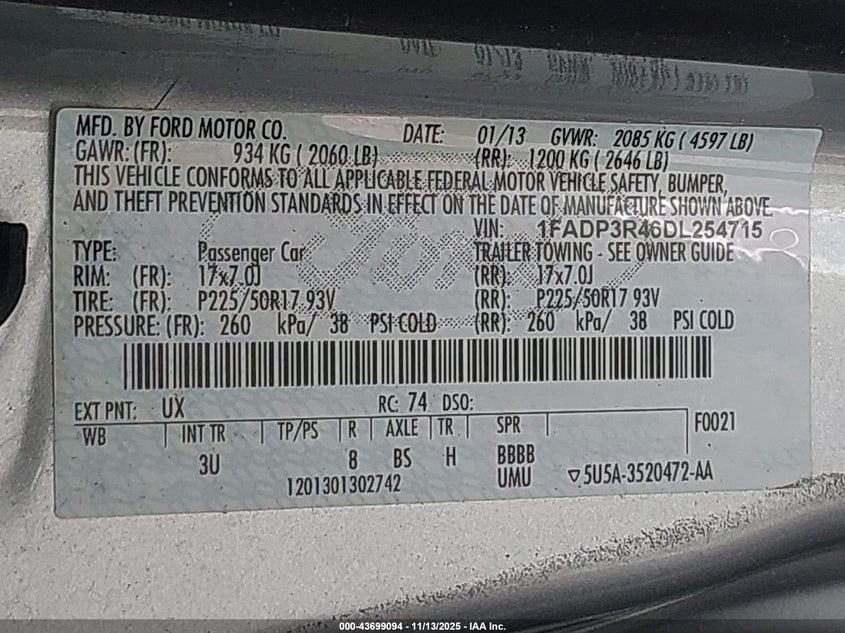 MFD. BY FORD MOTOR CO. DATE: 01/13 GVWR: 2085 KG ( 4597 LB)
GAWR: (FR): 934 KG ( 2060 LB) (RR): 1200 KG ( 2646 LB)
THIS VEHICLE CONFORMS TO ALL APPLICABLE FEDERAL MOTOR VEHICLE SAFETY, BUMPER,
AND THEFT PREVENTION STANDARDS IN EFFECT ON THE DATE OF MANUFACTURE SHOWN ABOVE.
VIN: 1FADP3R46DL254715
TYPE: Passenger Car TRAILER TOWING - SEE OWNER GUIDE
RIM: (FR): 17x7.0J (RR): 17x7.0J
TIRE: (FR): P225/50R17 93V (RR): P225/50R17 93V
PRESSURE: (FR): 260 kPa/ 38 PSI COLD (RR): 260 kPa/ 38 PSI COLD
EXT PNT: UX RC: 74 DSO:
WB INT TR TP/PS R AXLE TR SPR F0021
3U 8 BS H BBBB
1201301302742 UMU ▽5U5A-3520472-AA
000-43699094 - 11/13/2025 - IAA Inc.